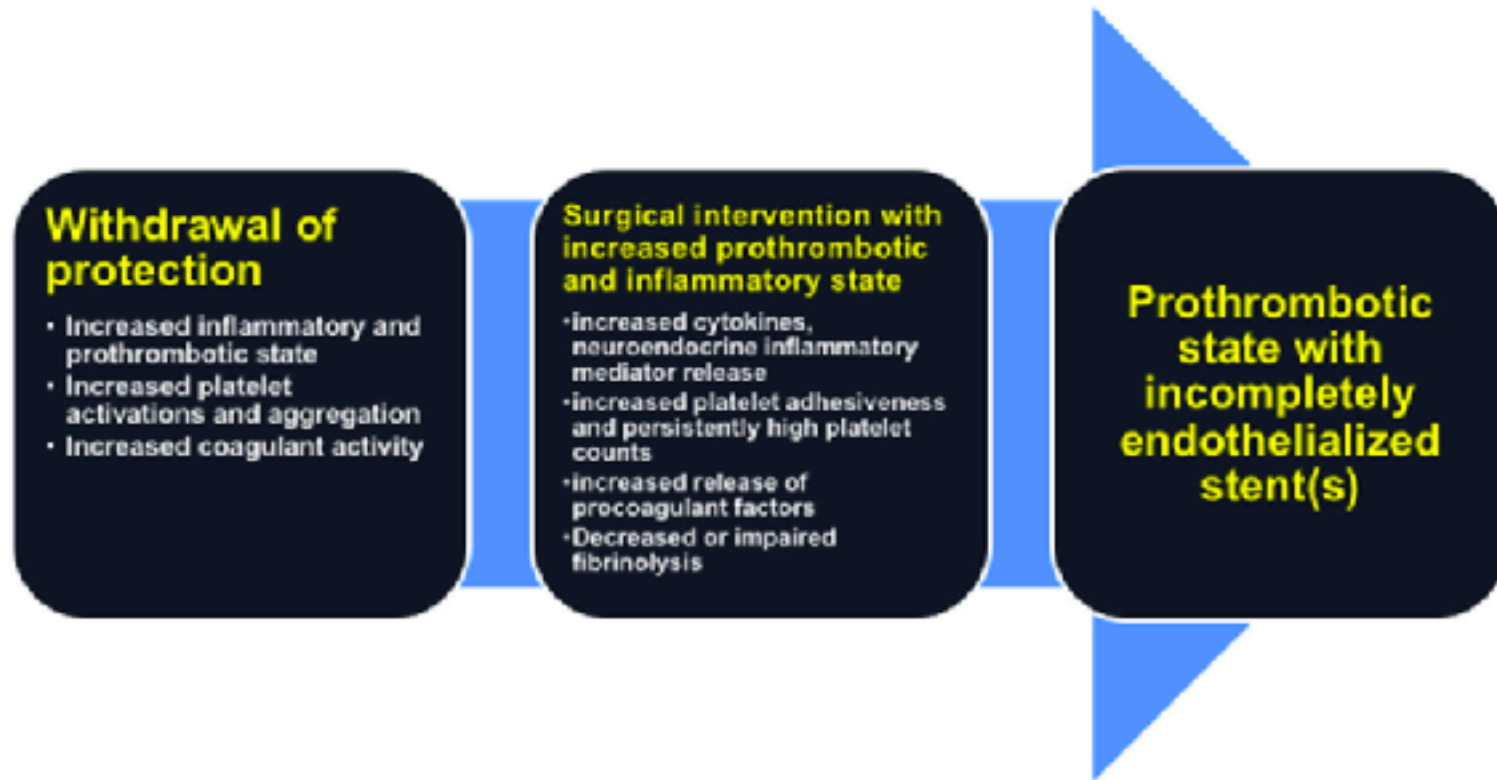 Withdrawal of
protection
• Increased inflammatory and
prothrombotic state
• Increased platelet
activations and aggregation
• Increased coagulant activity
Surgical intervention with
increased prothrombotic
and inflammatory state
•increased cytokines,
neuroendocrine inflammatory
mediator release
•increased platelet adhesiveness
and persistently high platelet
counts
•increased release of
procoagulant factors
•Decreased or impaired
fibrinolysis
Prothrombotic
state with
incompletely
endothelialized
stent(s)